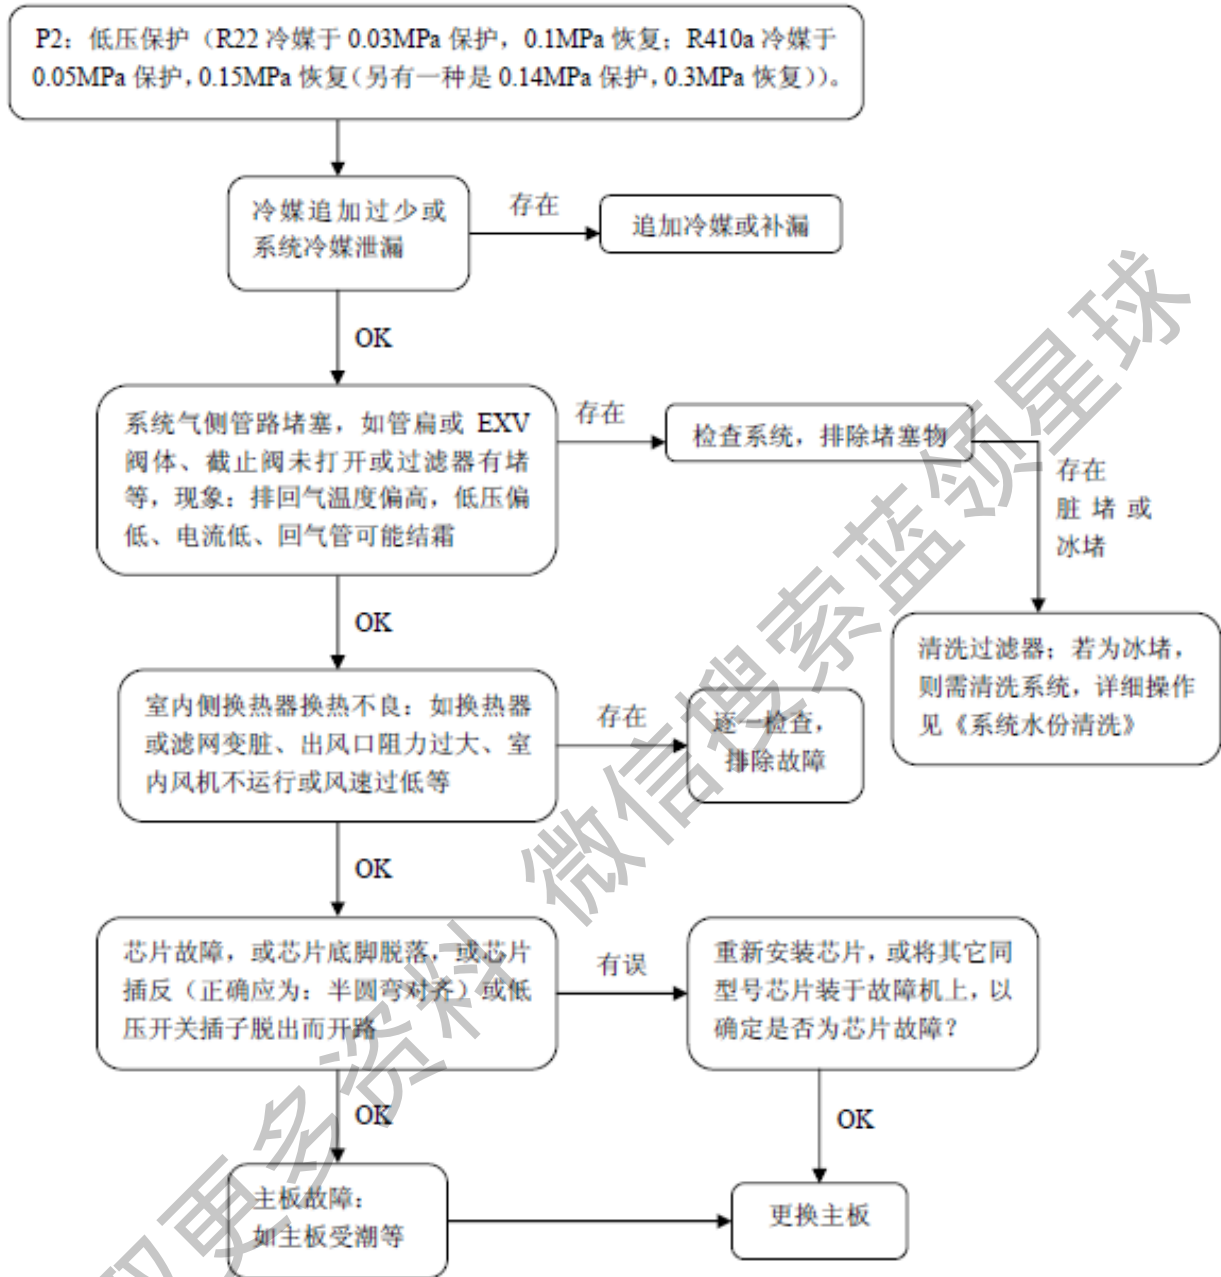 P2：低压保护（R22 冷媒于 0.03MPa 保护，0.1MPa 恢复；R410a 冷媒于
0.05MPa 保护，0.15MPa 恢复（另有一种是 0.14MPa 保护，0.3MPa 恢复））。
冷媒追加过少或
系统冷媒泄漏
存在
追加冷媒或补漏
OK
系统气侧管路堵塞，如管扁或 EXV
阀体、截止阀未打开或过滤器有堵
等，现象：排回气温度偏高，低压偏
低、电流低、回气管可能结霜
存在
检查系统，排除堵塞物
存在
脏 堵 或
冰堵
清洗过滤器；若为冰堵，
则需清洗系统，详细操作
见《系统水份清洗》
OK
室内侧换热器换热不良：如换热器
或滤网变脏、出风口阻力过大、室
内风机不运行或风速过低等
存在
逐一检查，
排除故障
OK
芯片故障，或芯片底脚脱落，或芯片
插反（正确应为：半圆弯对齐）或低
压开关插子脱出而开路
有误
重新安装芯片，或将其它同
型号芯片装于故障机上，以
确定是否为芯片故障？
OK
OK
主板故障：
如主板受潮等
更换主板
取更多资料 微信搜索蓝领星球